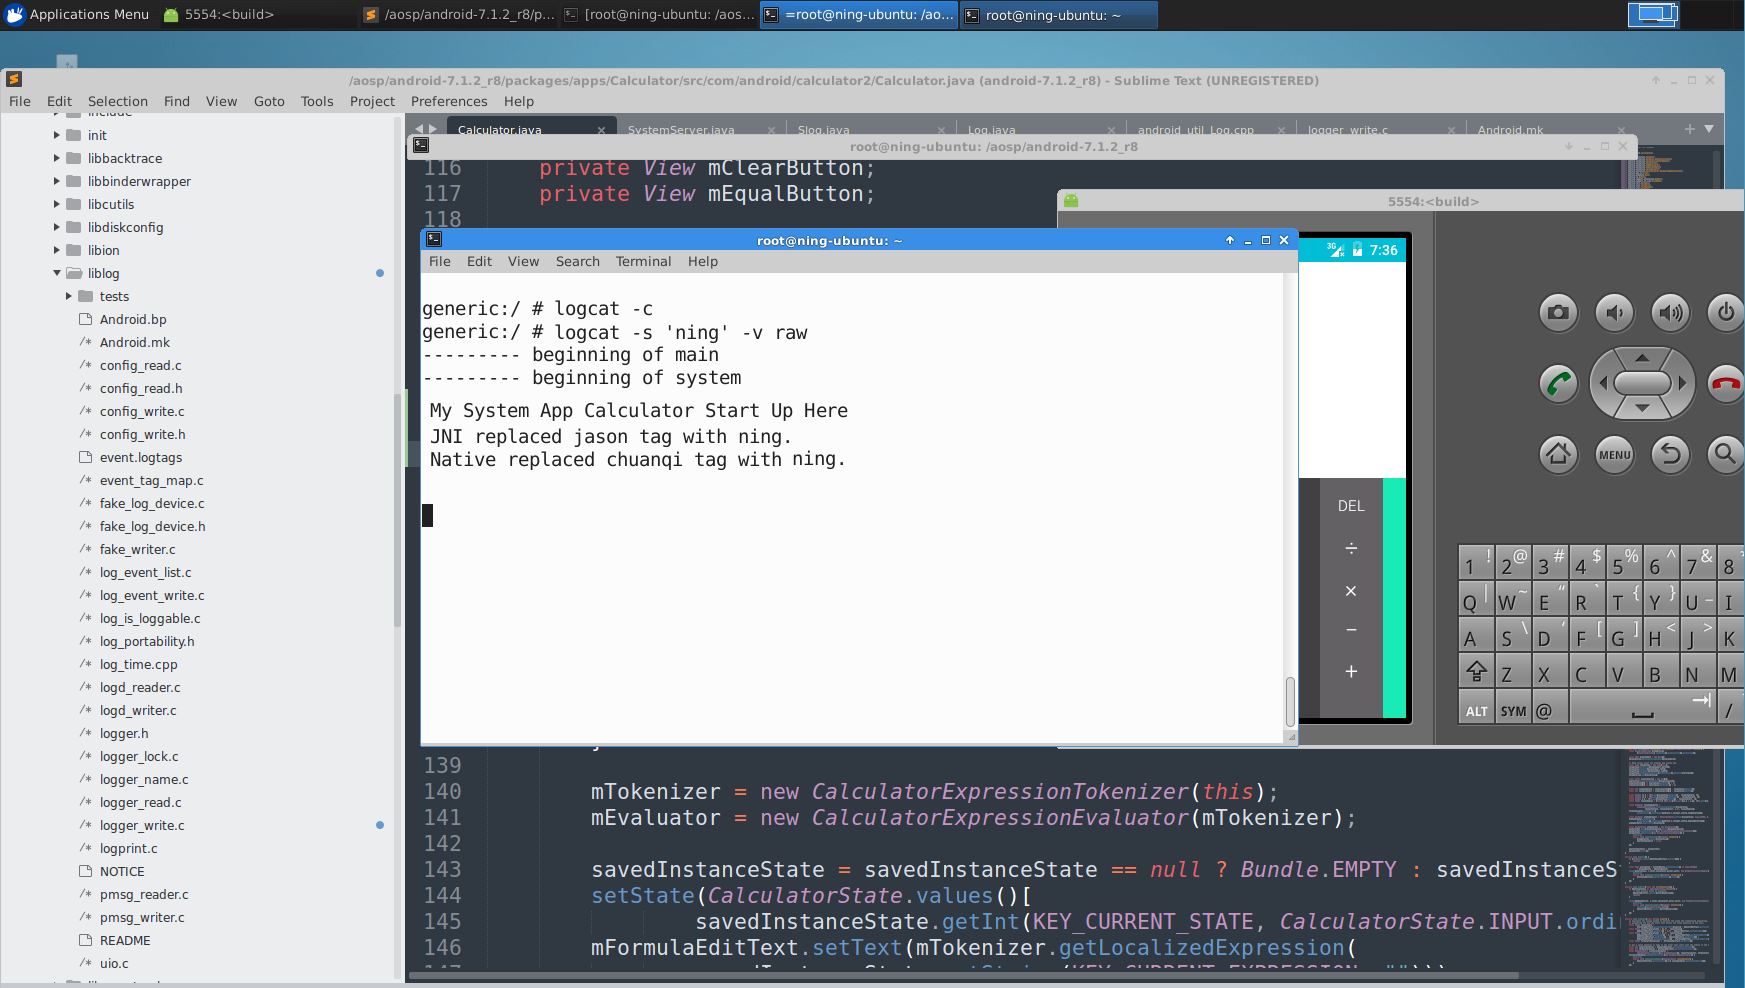 Applications Menu
5554:<build>
/aosp/android-7.1.2_r8/p...
[root@ning-ubuntu: /aos...
=root@ning-ubuntu: /ao...
root@ning-ubuntu: ~
/aosp/android-7.1.2_r8/packages/apps/Calculator/src/com/android/calculator2/Calculator.java (android-7.1.2_r8) - Sublime Text (UNREGISTERED)
File Edit Selection Find View Goto Tools Project Preferences Help
include
init
libbacktrace
libbinderwrapper
libcutils
libdiskconfig
libion
liblog
tests
Android.bp
/* Android.mk
/* config_read.c
/* config_read.h
/* config_write.c
/* config_write.h
event.logtags
/* event_tag_map.c
/* fake_log_device.c
/* fake_log_device.h
/* fake_writer.c
/* log_event_list.c
/* log_event_write.c
/* log_is_loggable.c
/* log_portability.h
/* log_time.cpp
/* logd_reader.c
/* logd_writer.c
/* logger.h
/* logger_lock.c
/* logger_name.c
/* logger_read.c
/* logger_write.c
/* logprint.c
NOTICE
/* pmsg_reader.c
/* pmsg_writer.c
README
/* uio.c
Calculator.java SystemServer.java Slog.java Log.java android_util_Log.cpp logger_write.c Android.mk
root@ning-ubuntu: /aosp/android-7.1.2_r8
116 private View mClearButton;
117 private View mEqualButton;
118
root@ning-ubuntu: ~
File Edit View Search Terminal Help
generic:/ # logcat -c
generic:/ # logcat -s 'ning' -v raw
--------- beginning of main
--------- beginning of system
My System App Calculator Start Up Here
JNI replaced jason tag with ning.
Native replaced chuanqi tag with ning.
5554:<build>
3G 7:36
DEL
÷
×
−
+
MENU
1 ! 2 @ 3 # 4 $ 5 % 6 ^ 7 & 8
Q | W ~ E “ R ` T { Y } U _ I
A S \ D ‘ F [ G ] H < J > K
Z X C V B N M
ALT SYM @ /
139
140 mTokenizer = new CalculatorExpressionTokenizer(this);
141 mEvaluator = new CalculatorExpressionEvaluator(mTokenizer);
142
143 savedInstanceState = savedInstanceState == null ? Bundle.EMPTY : savedInstanceS
144 setState(CalculatorState.values()[
145 savedInstanceState.getInt(KEY_CURRENT_STATE, CalculatorState.INPUT.ordi
146 mFormulaEditText.setText(mTokenizer.getLocalizedExpression(